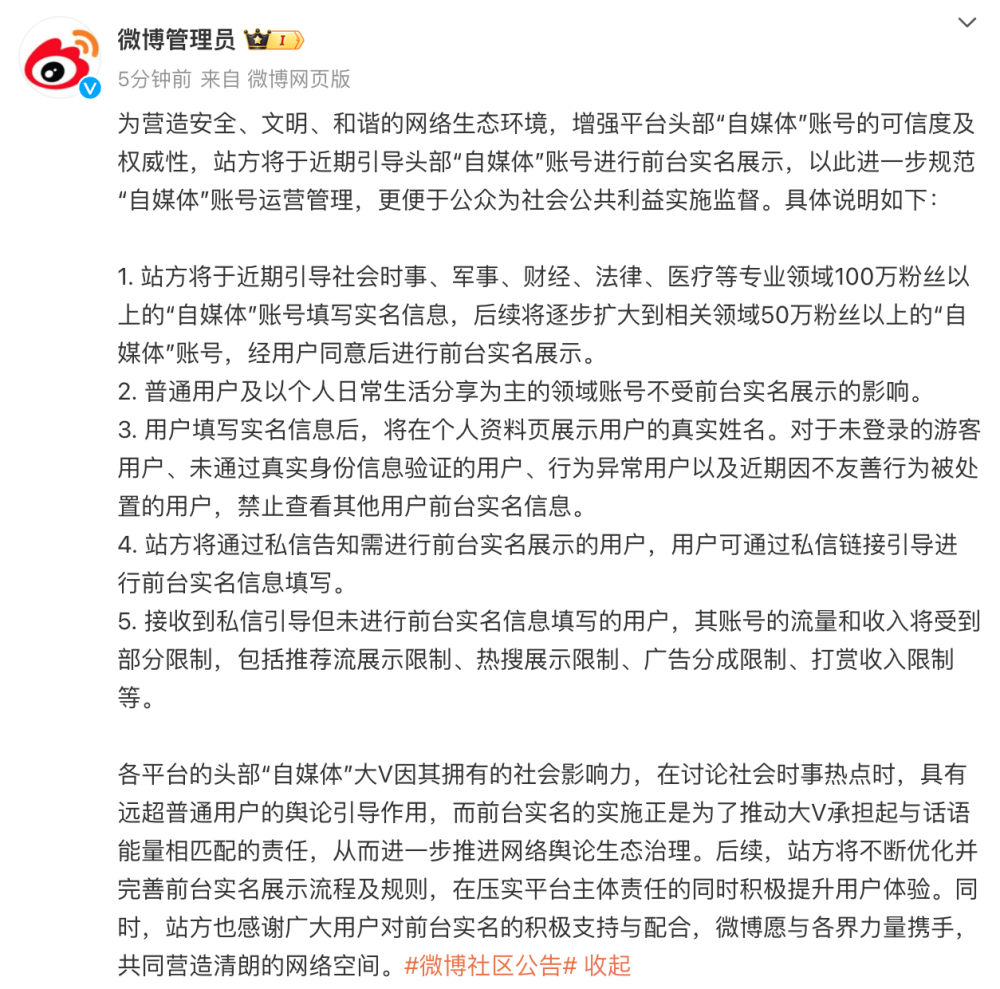 微博管理员 I
5分钟前 来自 微博网页版
为营造安全、文明、和谐的网络生态环境，增强平台头部“自媒体”账号的可信度及
权威性，站方将于近期引导头部“自媒体”账号进行前台实名展示，以此进一步规范
“自媒体”账号运营管理，更便于公众为社会公共利益实施监督。具体说明如下：
1. 站方将于近期引导社会时事、军事、财经、法律、医疗等专业领域100万粉丝以
上的“自媒体”账号填写实名信息，后续将逐步扩大到相关领域50万粉丝以上的“自
媒体”账号，经用户同意后进行前台实名展示。
2. 普通用户及以个人日常生活分享为主的领域账号不受前台实名展示的影响。
3. 用户填写实名信息后，将在个人资料页展示用户的真实姓名。对于未登录的游客
用户、未通过真实身份信息验证的用户、行为异常用户以及近期因不友善行为被处
置的用户，禁止查看其他用户前台实名信息。
4. 站方将通过私信告知需进行前台实名展示的用户，用户可通过私信链接引导进
行前台实名信息填写。
5. 接收到私信引导但未进行前台实名信息填写的用户，其账号的流量和收入将受到
部分限制，包括推荐流展示限制、热搜展示限制、广告分成限制、打赏收入限制
等。
各平台的头部“自媒体”大V因其拥有的社会影响力，在讨论社会时事热点时，具有
远超普通用户的舆论引导作用，而前台实名的实施正是为了推动大V承担起与话语
能量相匹配的责任，从而进一步推进网络舆论生态治理。后续，站方将不断优化并
完善前台实名展示流程及规则，在压实平台主体责任的同时积极提升用户体验。同
时，站方也感谢广大用户对前台实名的积极支持与配合，微博愿与各界力量携手，
共同营造清朗的网络空间。#微博社区公告# 收起